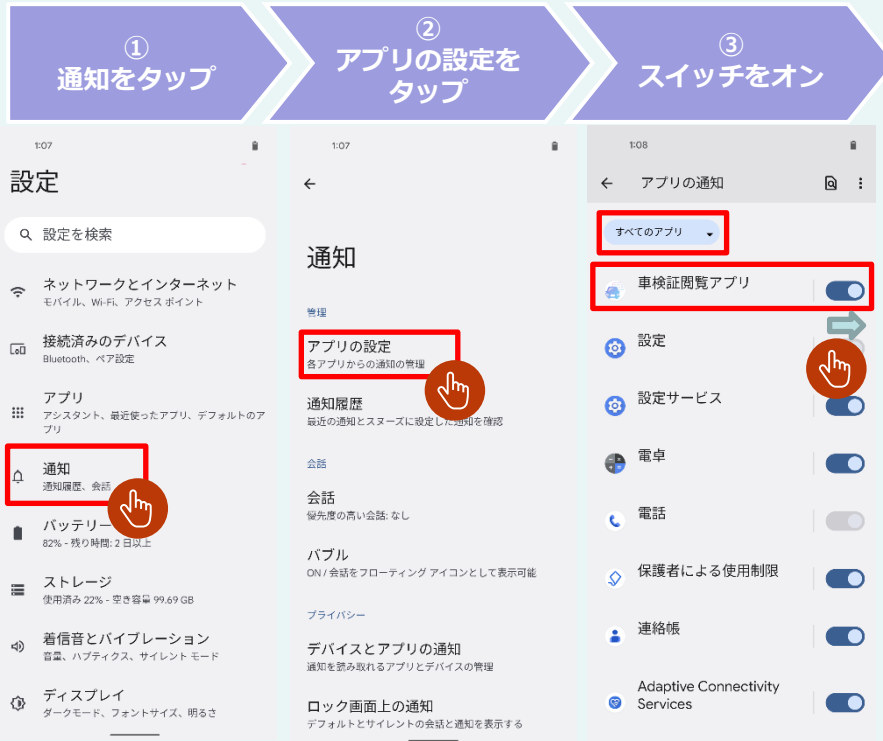 ①
通知をタップ
②
アプリの設定を
タップ
③
スイッチをオン
1:07
設定
設定を検索
ネットワークとインターネット
モバイル、Wi-Fi、アクセス ポイント
接続済みのデバイス
Bluetooth、ペア設定
アプリ
アシスタント、最近使ったアプリ、デフォルトのア
プリ
通知
通知履歴、会話
バッテリー
82% - 残り時間: 2 日以上
ストレージ
使用済み 22% - 空き容量 99.69 GB
着信音とバイブレーション
音量、ハプティクス、サイレント モード
ディスプレイ
ダークモード、フォントサイズ、明るさ
1:07
通知
管理
アプリの設定
各アプリからの通知の管理
通知履歴
最近の通知とスヌーズに設定した通知を確認
会話
会話
優先度の高い会話: なし
バブル
ON / 会話をフローティング アイコンとして表示可能
プライバシー
デバイスとアプリの通知
通知を読み取れるアプリとデバイスの管理
ロック画面上の通知
デフォルトとサイレントの会話と通知を表示する
1:08
アプリの通知
すべてのアプリ
車検証閲覧アプリ
設定
設定サービス
電卓
電話
保護者による使用制限
連絡帳
Adaptive Connectivity
Services